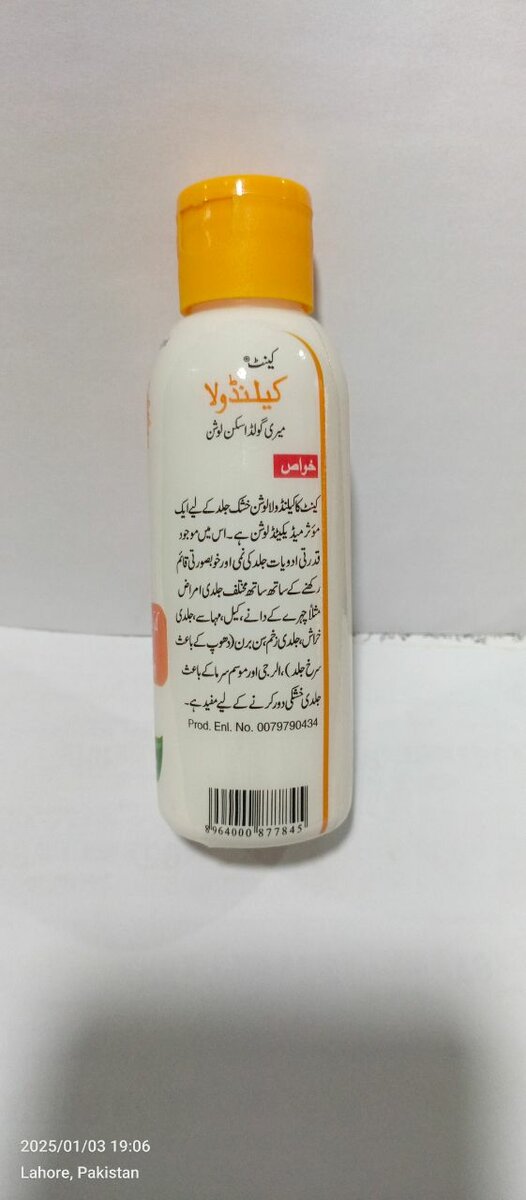 کینٹ®
کیلنڈولا
میری گولڈ اسکن لوشن
خواص
کینٹ کا کیلنڈولا لوشن خشک جلد کے لیے ایک
مؤثر میڈیکیٹڈ لوشن ہے۔ اس میں موجود
قدرتی ادویات جلد کی نمی اور خوبصورتی قائم
رکھنے کے ساتھ ساتھ مختلف جلدی امراض
مثلاً چہرے کے دانے، کیل، مہاسے، جلدی
خراش، جلدی زخم، سن برن (دھوپ کے باعث
سرخ جلد)، الرجی اور موسم سرما کے باعث
جلدی خشکی دور کرنے کے لیے مفید ہے۔
Prod. Enl. No. 0079790434
8964000 877845
2025/01/03 19:06
Lahore, Pakistan